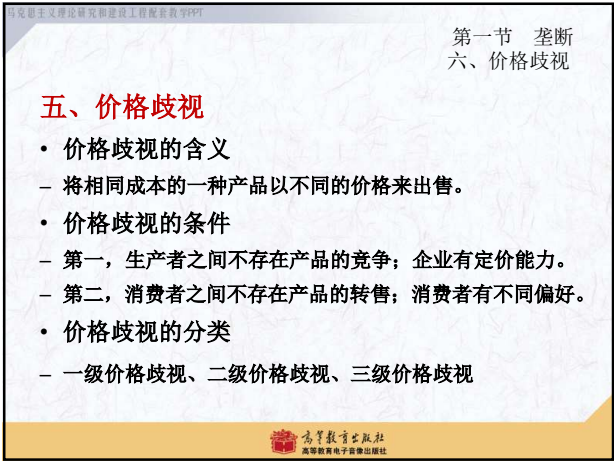 马克思主义理论研究和建设工程配套教学PPT
第一节 垄断
六、价格歧视
五、价格歧视
• 价格歧视的含义
– 将相同成本的一种产品以不同的价格来出售。
• 价格歧视的条件
– 第一，生产者之间不存在产品的竞争；企业有定价能力。
– 第二，消费者之间不存在产品的转售；消费者有不同偏好。
• 价格歧视的分类
– 一级价格歧视、二级价格歧视、三级价格歧视
高等教育出版社
高等教育电子音像出版社